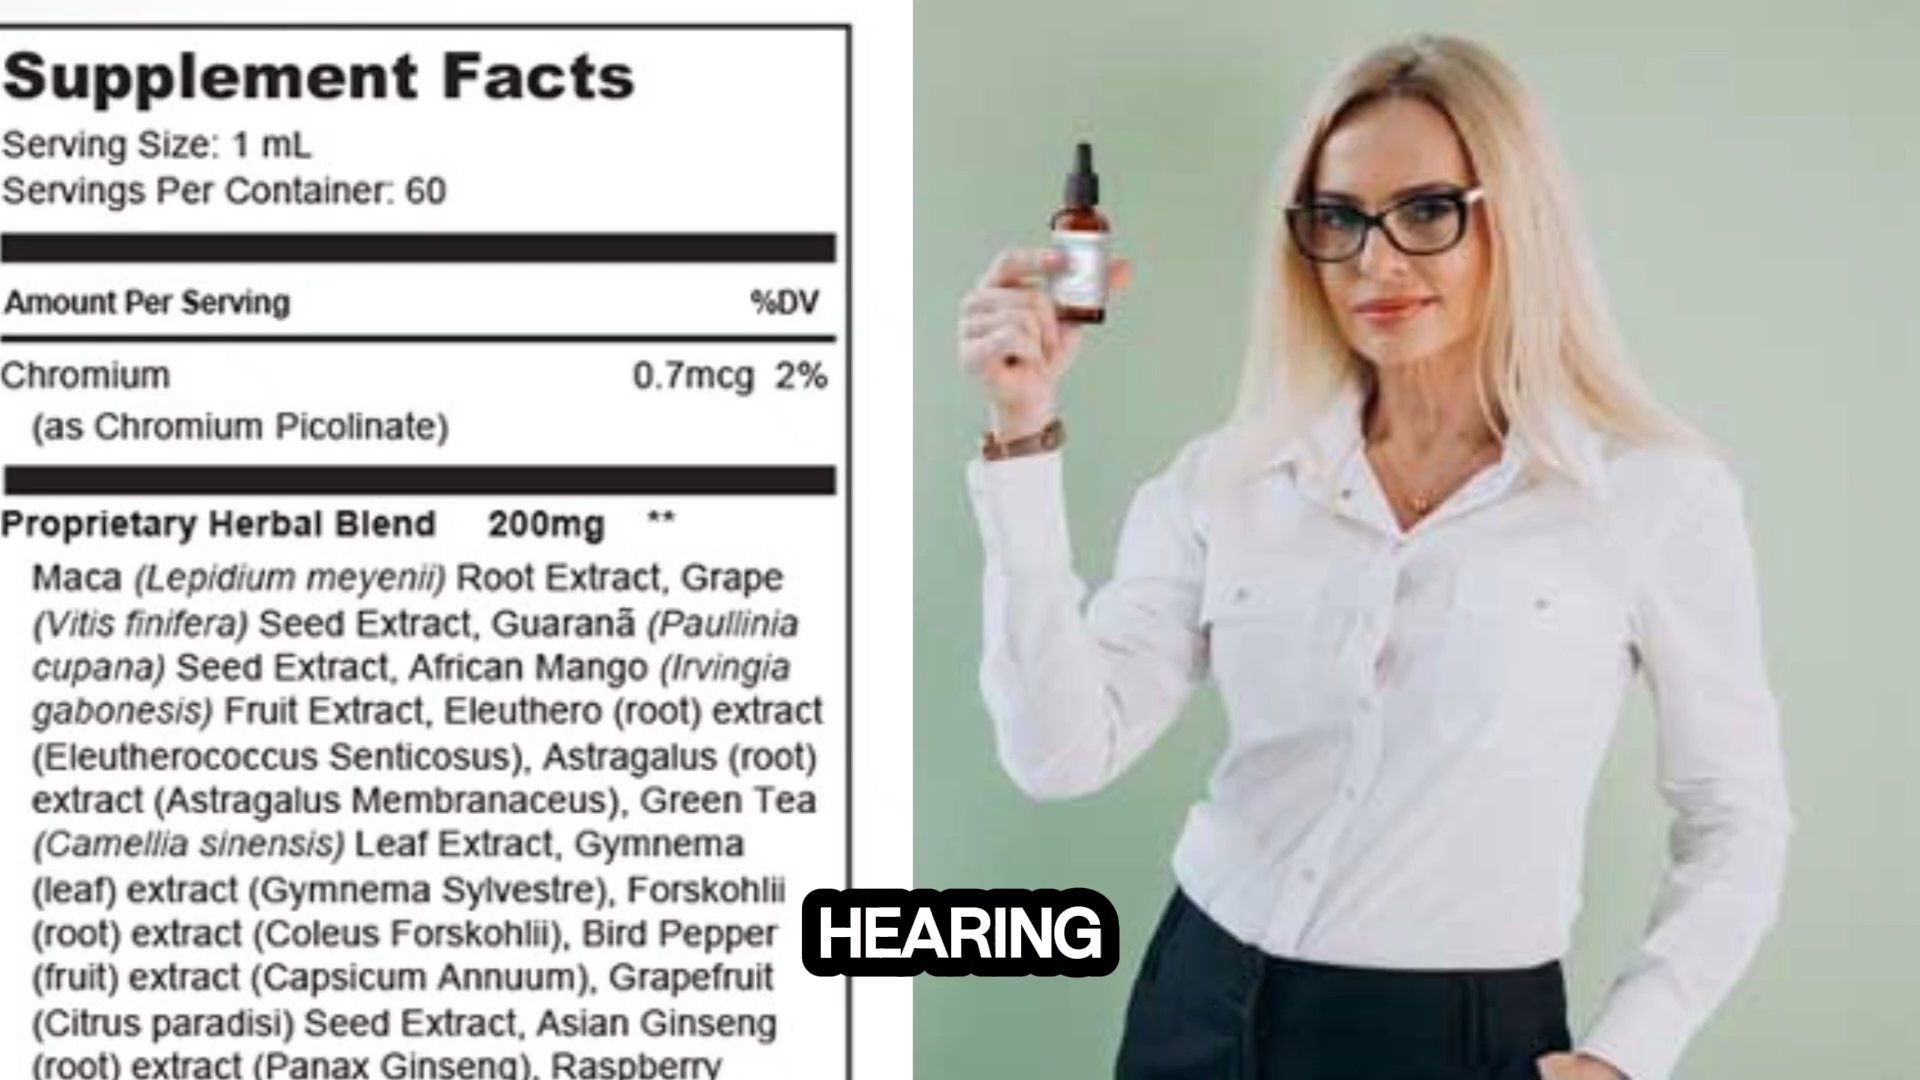 Supplement Facts
Serving Size: 1 mL
Servings Per Container: 60
Amount Per Serving %DV
Chromium 0.7mcg 2%
(as Chromium Picolinate)
Proprietary Herbal Blend 200mg **
Maca (Lepidium meyenii) Root Extract, Grape
(Vitis finifera) Seed Extract, Guaranã (Paullinia
cupana) Seed Extract, African Mango (Irvingia
gabonesis) Fruit Extract, Eleuthero (root) extract
(Eleutherococcus Senticosus), Astragalus (root)
extract (Astragalus Membranaceus), Green Tea
(Camellia sinensis) Leaf Extract, Gymnema
(leaf) extract (Gymnema Sylvestre), Forskohlii
(root) extract (Coleus Forskohlii), Bird Pepper
(fruit) extract (Capsicum Annuum), Grapefruit
(Citrus paradisi) Seed Extract, Asian Ginseng
(root) extract (Panax Ginseng), Raspberry
HEARING